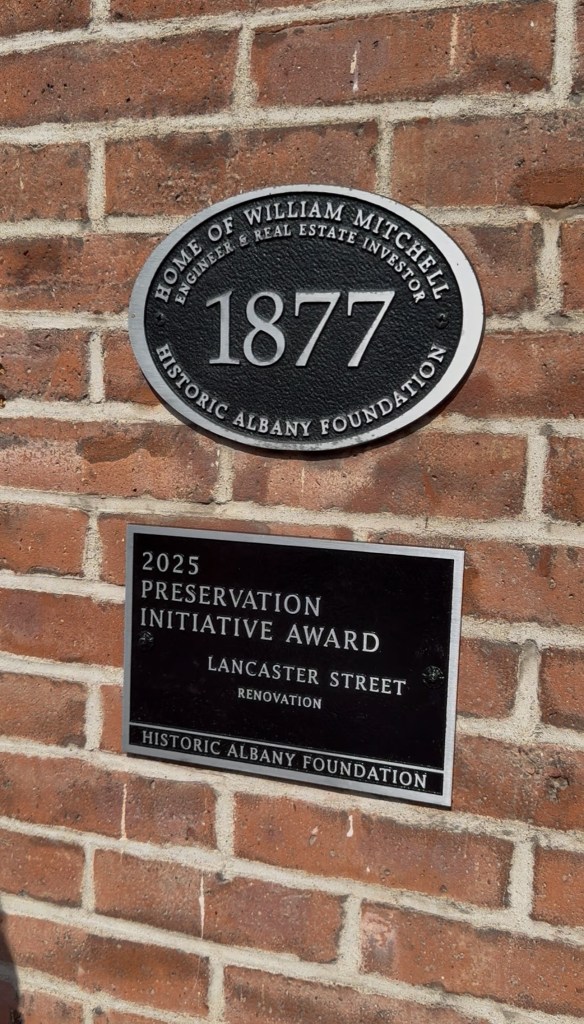 HOME OF WILLIAM MITCHELL
ENGINEER & REAL ESTATE INVESTOR
1877
HISTORIC ALBANY FOUNDATION
2025
PRESERVATION
INITIATIVE AWARD
LANCASTER STREET
RENOVATION
HISTORIC ALBANY FOUNDATION